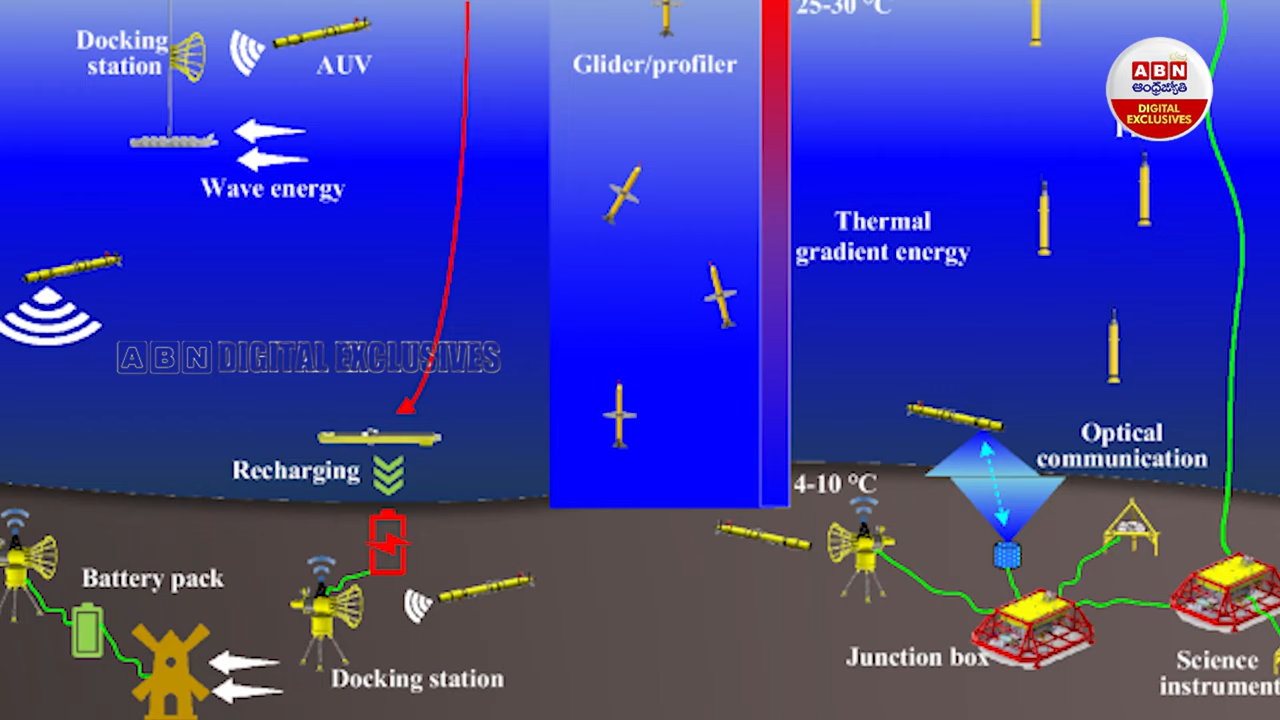 25-30 °C
Docking
station
AUV
Glider/profiler
ABN
ఆంధ్రజ్యోతి
DIGITAL
EXCLUSIVES
Wave energy
Thermal
gradient energy
ABN DIGITAL EXCLUSIVES
Optical
communication
Recharging
4-10 °C
Battery pack
Docking station
Junction box
Science
instrument